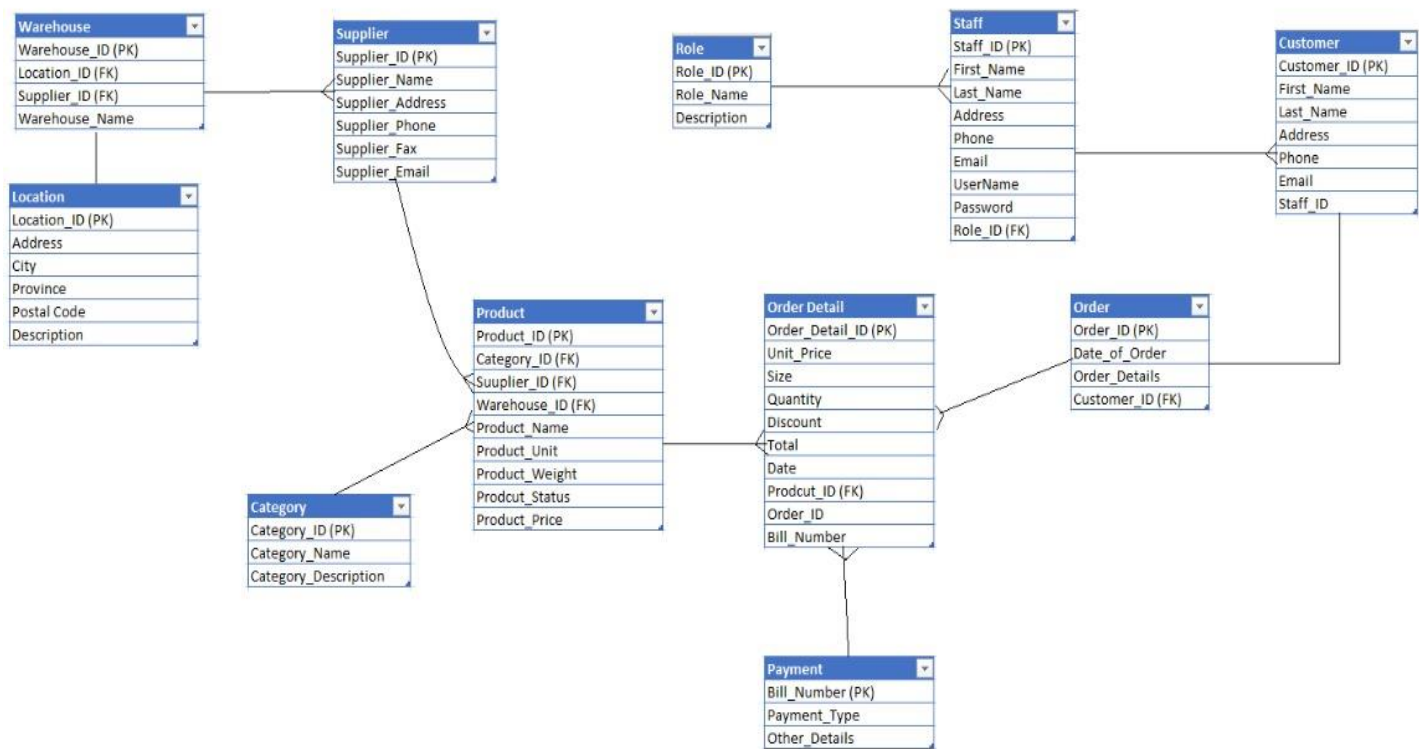 Warehouse
Warehouse_ID (PK)
Location_ID (FK)
Supplier_ID (FK)
Warehouse_Name
Supplier
Supplier_ID (PK)
Supplier_Name
Supplier_Address
Supplier_Phone
Supplier_Fax
Supplier_Email
Role
Role_ID (PK)
Role_Name
Description
Staff
Staff_ID (PK)
First_Name
Last_Name
Address
Phone
Email
UserName
Password
Role_ID (FK)
Customer
Customer_ID (PK)
First_Name
Last_Name
Address
Phone
Email
Staff_ID
Location
Location_ID (PK)
Address
City
Province
Postal Code
Description
Product
Product_ID (PK)
Category_ID (FK)
Suuplier_ID (FK)
Warehouse_ID (FK)
Product_Name
Product_Unit
Product_Weight
Prodcut_Status
Product_Price
Order Detail
Order_Detail_ID (PK)
Unit_Price
Size
Quantity
Discount
Total
Date
Prodcut_ID (FK)
Order_ID
Bill_Number
Order
Order_ID (PK)
Date_of_Order
Order_Details
Customer_ID (FK)
Category
Category_ID (PK)
Category_Name
Category_Description
Payment
Bill_Number (PK)
Payment_Type
Other_Details